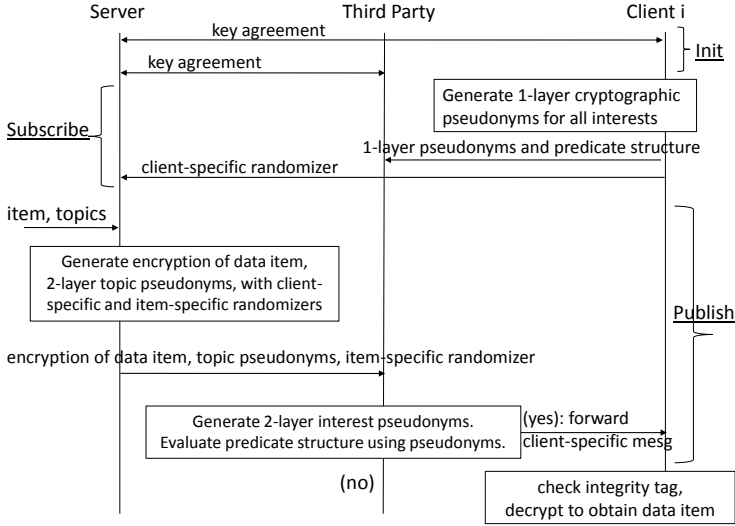 Server
Third Party
Client i
key agreement
Init
key agreement
Generate 1-layer cryptographic
pseudonyms for all interests
Subscribe
1-layer pseudonyms and predicate structure
client-specific randomizer
item, topics
Generate encryption of data item,
2-layer topic pseudonyms, with client-
specific and item-specific randomizers
Publish
encryption of data item, topic pseudonyms, item-specific randomizer
Generate 2-layer interest pseudonyms.
Evaluate predicate structure using pseudonyms.
(yes): forward
client-specific mesg
(no)
check integrity tag,
decrypt to obtain data item